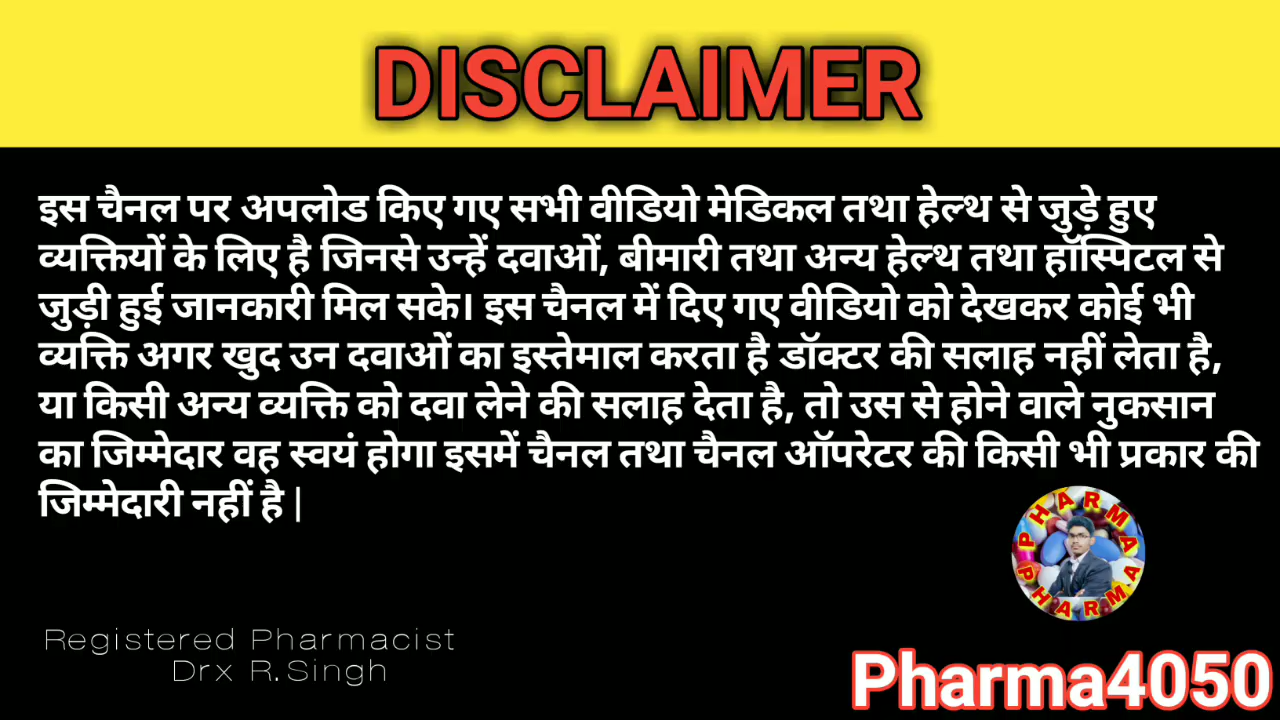 DISCLAIMER
इस चैनल पर अपलोड किए गए सभी वीडियो मेडिकल तथा हेल्थ से जुड़े हुए
व्यक्तियों के लिए है जिनसे उन्हें दवाओं, बीमारी तथा अन्य हेल्थ तथा हॉस्पिटल से
जुड़ी हुई जानकारी मिल सके। इस चैनल में दिए गए वीडियो को देखकर कोई भी
व्यक्ति अगर खुद उन दवाओं का इस्तेमाल करता है डॉक्टर की सलाह नहीं लेता है,
या किसी अन्य व्यक्ति को दवा लेने की सलाह देता है, तो उस से होने वाले नुकसान
का जिम्मेदार वह स्वयं होगा इसमें चैनल तथा चैनल ऑपरेटर की किसी भी प्रकार की
जिम्मेदारी नहीं है |
PHARMA
PHARMA
Registered Pharmacist
Drx R.Singh
Pharma4050